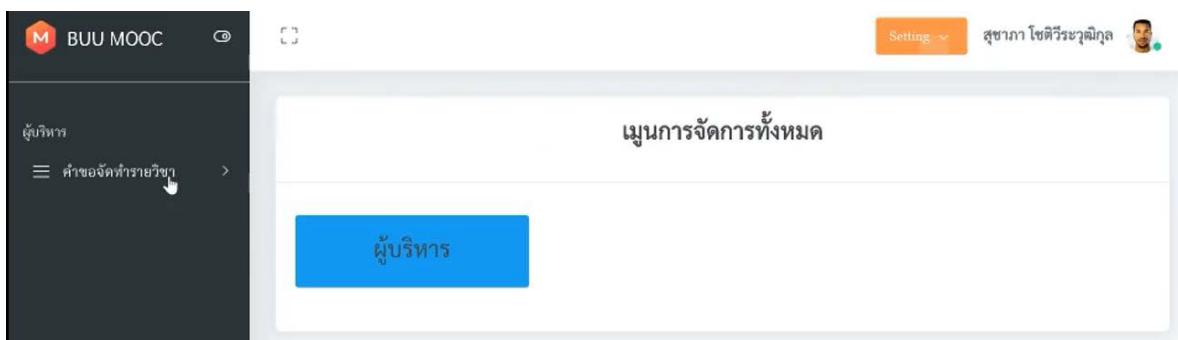 BUU MOOC
Setting
สุชาภา โชติวีระวุฒิกุล
ผู้บริหาร
คำขอจัดทำรายวิชา
เมูนการจัดการทั้งหมด
ผู้บริหาร